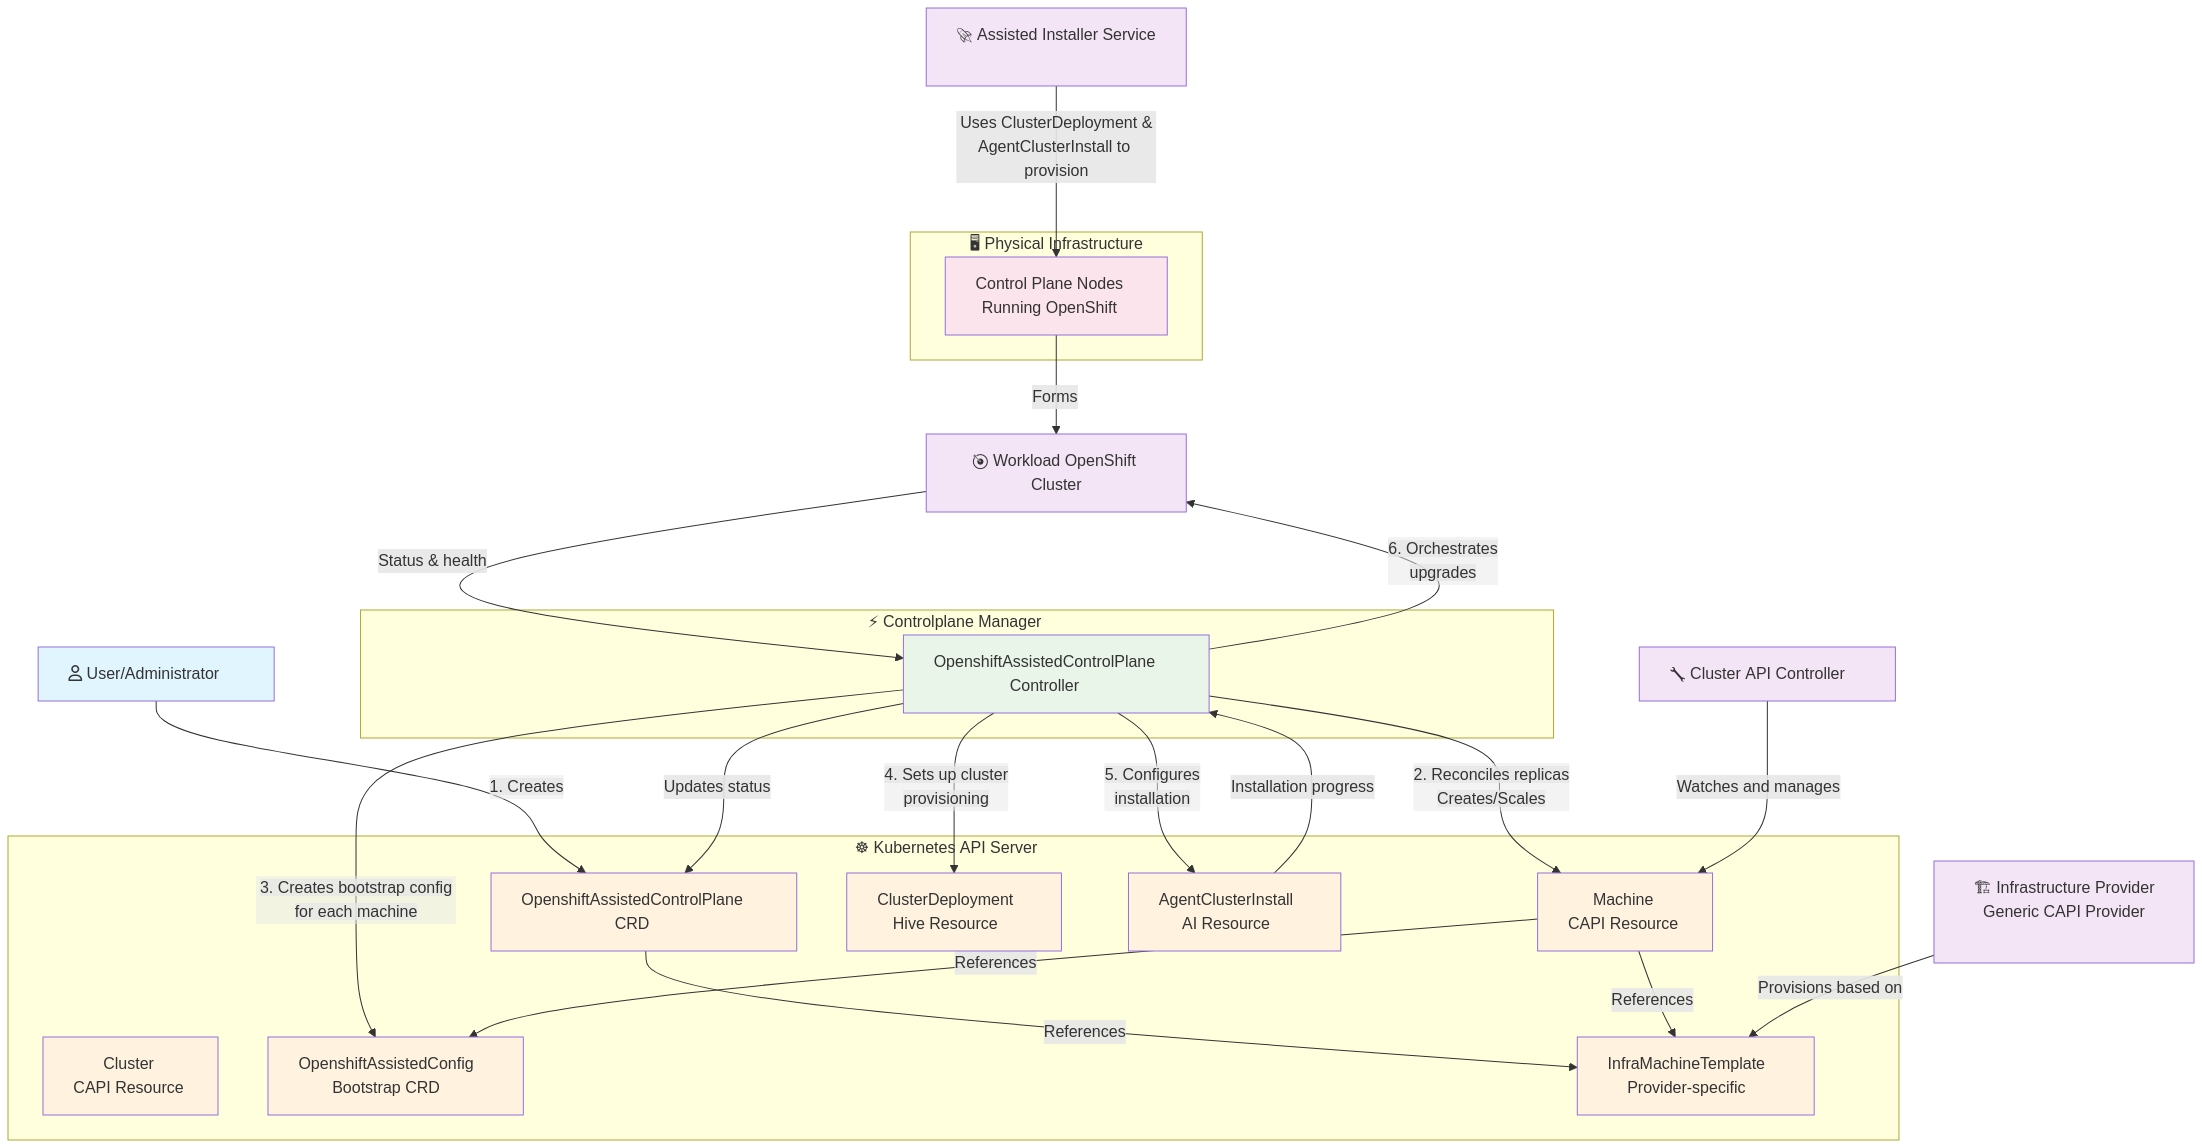 🚀 Assisted Installer Service
Uses ClusterDeployment &
AgentClusterInstall to
provision
🖥 Physical Infrastructure
Control Plane Nodes
Running OpenShift
Forms
🎯 Workload OpenShift
Cluster
Status & health
6. Orchestrates
upgrades
⚡ Controlplane Manager
OpenshiftAssistedControlPlane
Controller
👤 User/Administrator
🔧 Cluster API Controller
1. Creates
Updates status
4. Sets up cluster
provisioning
5. Configures
installation
Installation progress
2. Reconciles replicas
Creates/Scales
Watches and manages
☸ Kubernetes API Server
3. Creates bootstrap config
for each machine
OpenshiftAssistedControlPlane
CRD
ClusterDeployment
Hive Resource
AgentClusterInstall
AI Resource
Machine
CAPI Resource
🏗 Infrastructure Provider
Generic CAPI Provider
References
References
Provisions based on
References
Cluster
CAPI Resource
OpenshiftAssistedConfig
Bootstrap CRD
InfraMachineTemplate
Provider-specific